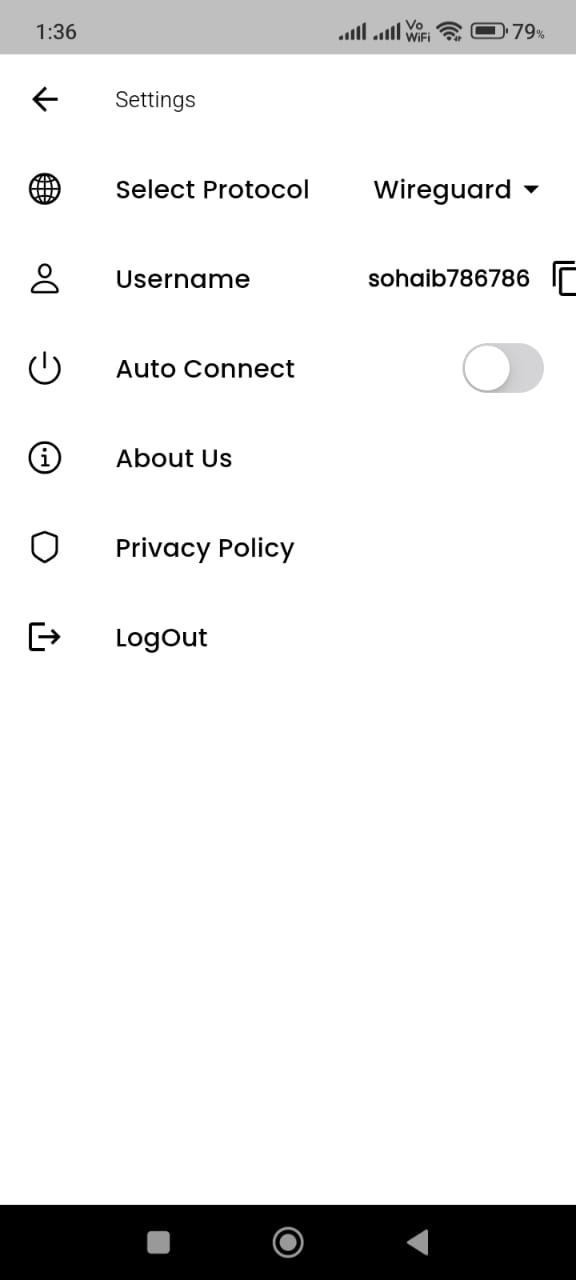 1:36 Vo WiFi 79%
Settings
Select Protocol Wireguard
Username sohaib786786
Auto Connect
About Us
Privacy Policy
LogOut